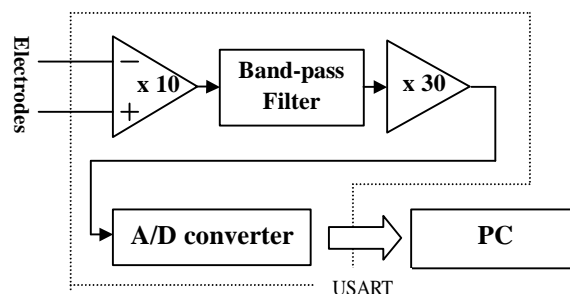 Electrodes
− x 10
+
Band-pass
Filter
x 30
A/D converter
PC
USART